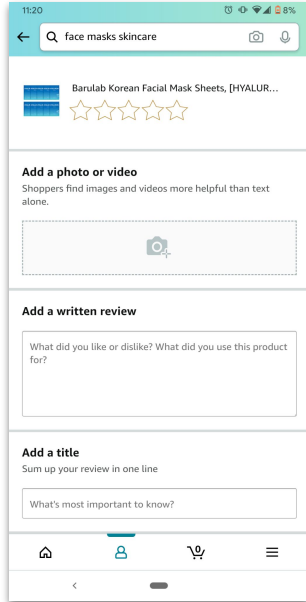 11:20
8%
face masks skincare
Barulab Korean Facial Mask Sheets, [HYALUR...
Add a photo or video
Shoppers find images and videos more helpful than text
alone.
Add a written review
What did you like or dislike? What did you use this product
for?
Add a title
Sum up your review in one line
What's most important to know?
0